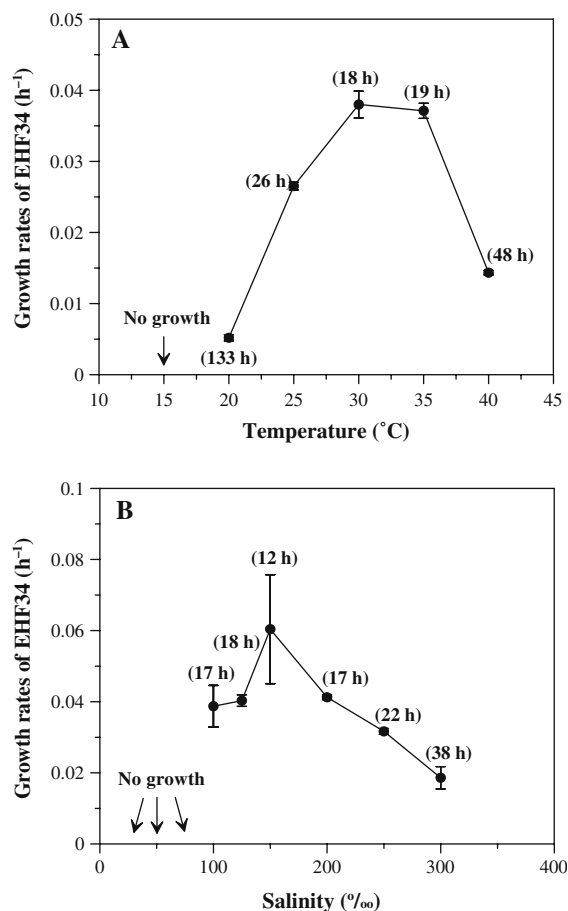 A
Growth rates of EHF34 (h⁻¹)
0.05
0.04
0.03
0.02
0.01
0
(18 h)
(19 h)
(26 h)
(48 h)
No growth
(133 h)
10 15 20 25 30 35 40 45
Temperature (˚C)
B
Growth rates of EHF34 (h⁻¹)
0.1
0.08
0.06
0.04
0.02
0
(12 h)
(18 h)
(17 h)
(17 h)
(22 h)
(38 h)
No growth
0 100 200 300 400
Salinity (‰)